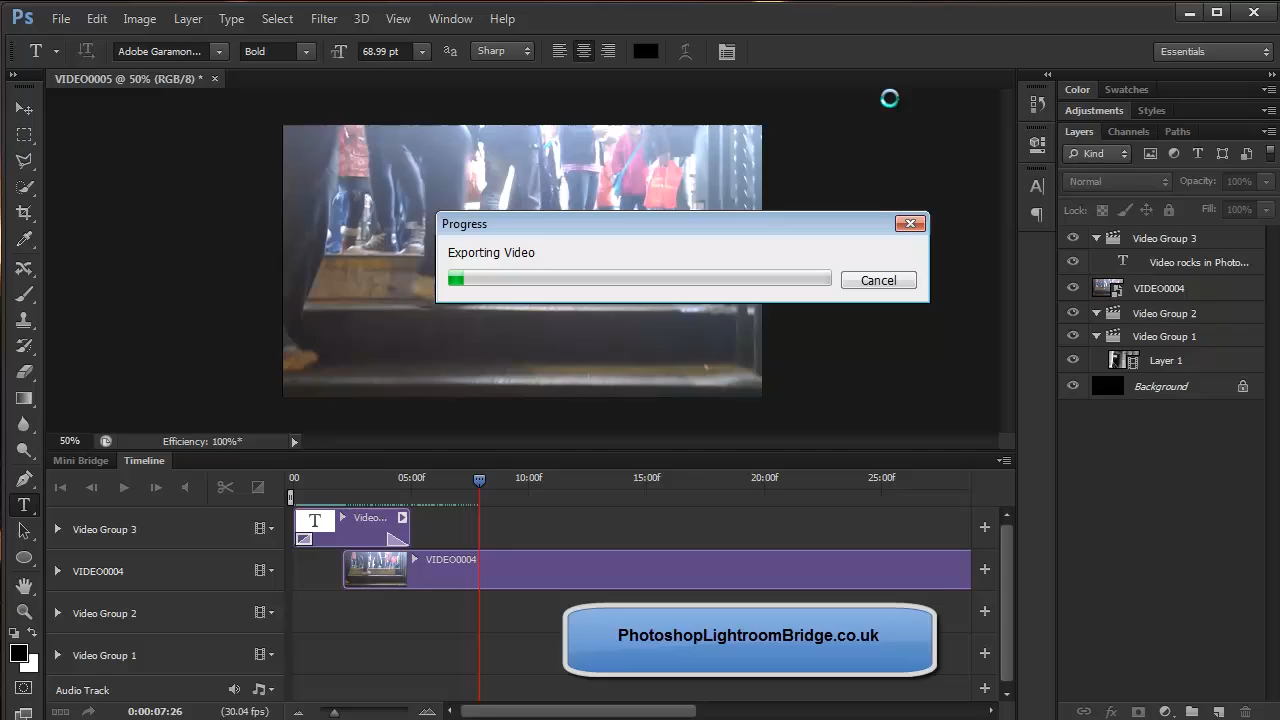 Ps File Edit Image Layer Type Select Filter 3D View Window Help
T Adobe Garamon... Bold 68.99 pt Sharp Essentials
VIDEO0005 @ 50% (RGB/8) * ×
Color Swatches
Adjustments Styles
Layers Channels Paths
Kind
Normal Opacity: 100%
Lock: Fill: 100%
Video Group 3
T Video rocks in Photo...
VIDEO0004
Video Group 2
Video Group 1
Layer 1
Background
Progress
Exporting Video
Cancel
50% Efficiency: 100%*
Mini Bridge Timeline
00 05:00f 10:00f 15:00f 20:00f 25:00f
Video Group 3
T Video...
VIDEO0004
VIDEO0004
Video Group 2
Video Group 1
PhotoshopLightroomBridge.co.uk
Audio Track
0:00:07:26 (30.04 fps)